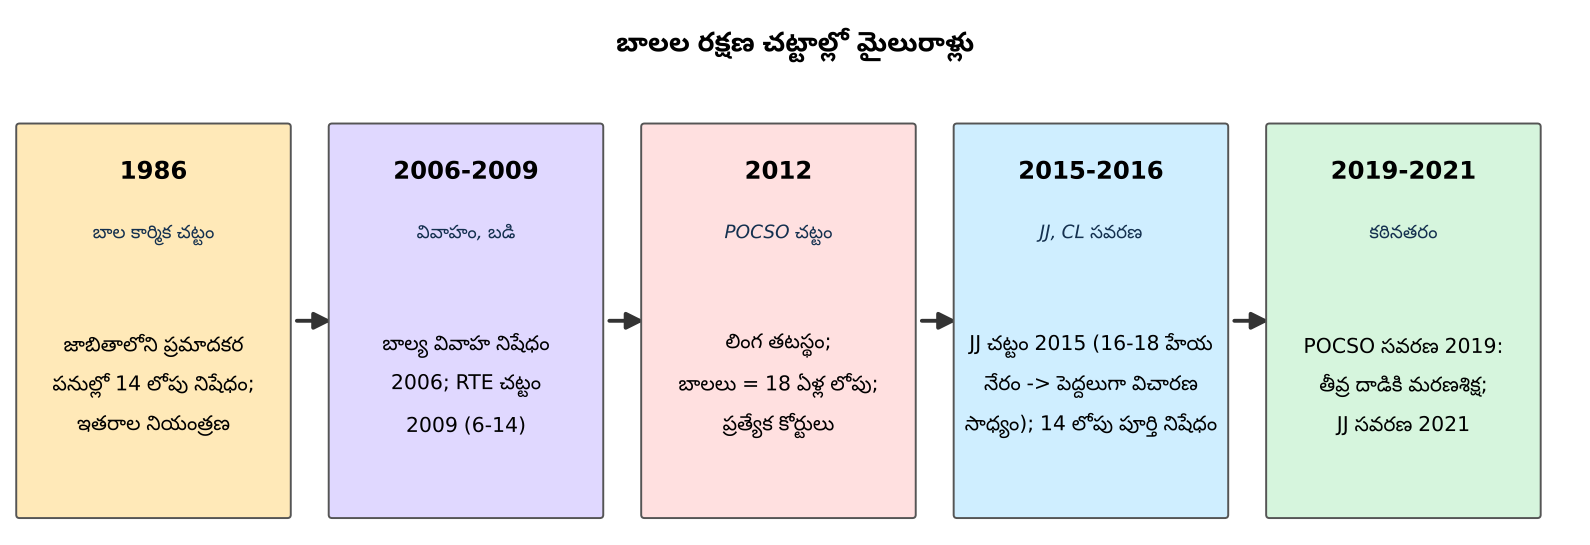 బాలల రక్షణ చట్టాల్లో మైలురాళ్లు
1986
బాల కార్మిక చట్టం
జాబితాలోని ప్రమాదకర
పనుల్లో 14 లోపు నిషేధం;
ఇతరాల నియంత్రణ
2006-2009
వివాహం, బడి
బాల్య వివాహ నిషేధం
2006; RTE చట్టం
2009 (6-14)
2012
POCSO చట్టం
లింగ తటస్థం;
బాలలు = 18 ఏళ్ల లోపు;
ప్రత్యేక కోర్టులు
2015-2016
JJ, CL సవరణ
JJ చట్టం 2015 (16-18 హేయ
నేరం -> పెద్దలుగా విచారణ
సాధ్యం); 14 లోపు పూర్తి నిషేధం
2019-2021
కఠినతరం
POCSO సవరణ 2019:
తీవ్ర దాడికి మరణశిక్ష;
JJ సవరణ 2021